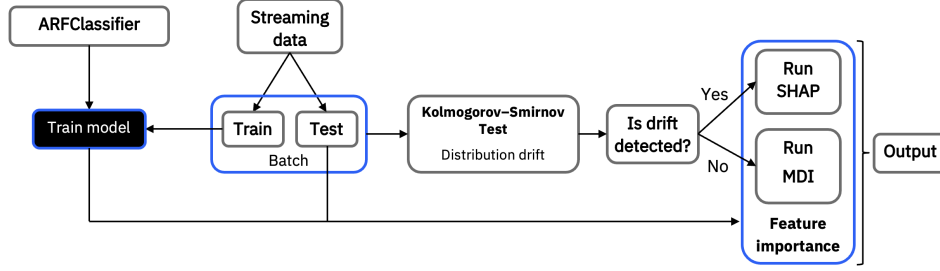 ARFClassifier
Streaming
data
Train model
Train
Test
Batch
Kolmogorov–Smirnov
Test
Distribution drift
Is drift
detected?
Yes
No
Run
SHAP
Run
MDI
Feature
importance
Output